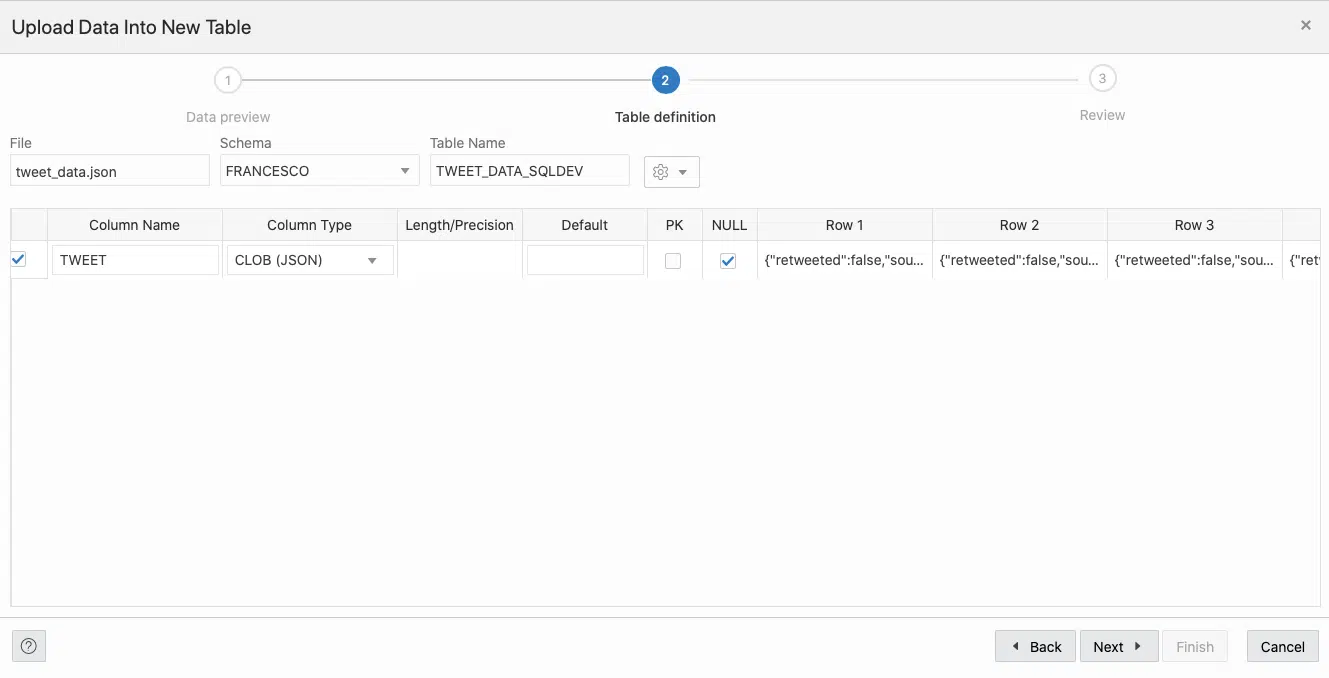 Upload Data Into New Table
1
2
3
Data preview
Table definition
Review
File
Schema
Table Name
tweet_data.json
FRANCESCO
TWEET_DATA_SQLDEV
Column Name Column Type Length/Precision Default PK NULL Row 1 Row 2 Row 3
TWEET CLOB (JSON) {"retweeted":false,"sou... {"retweeted":false,"sou... {"retweeted":false,"sou... {"ret
Back Next Finish Cancel